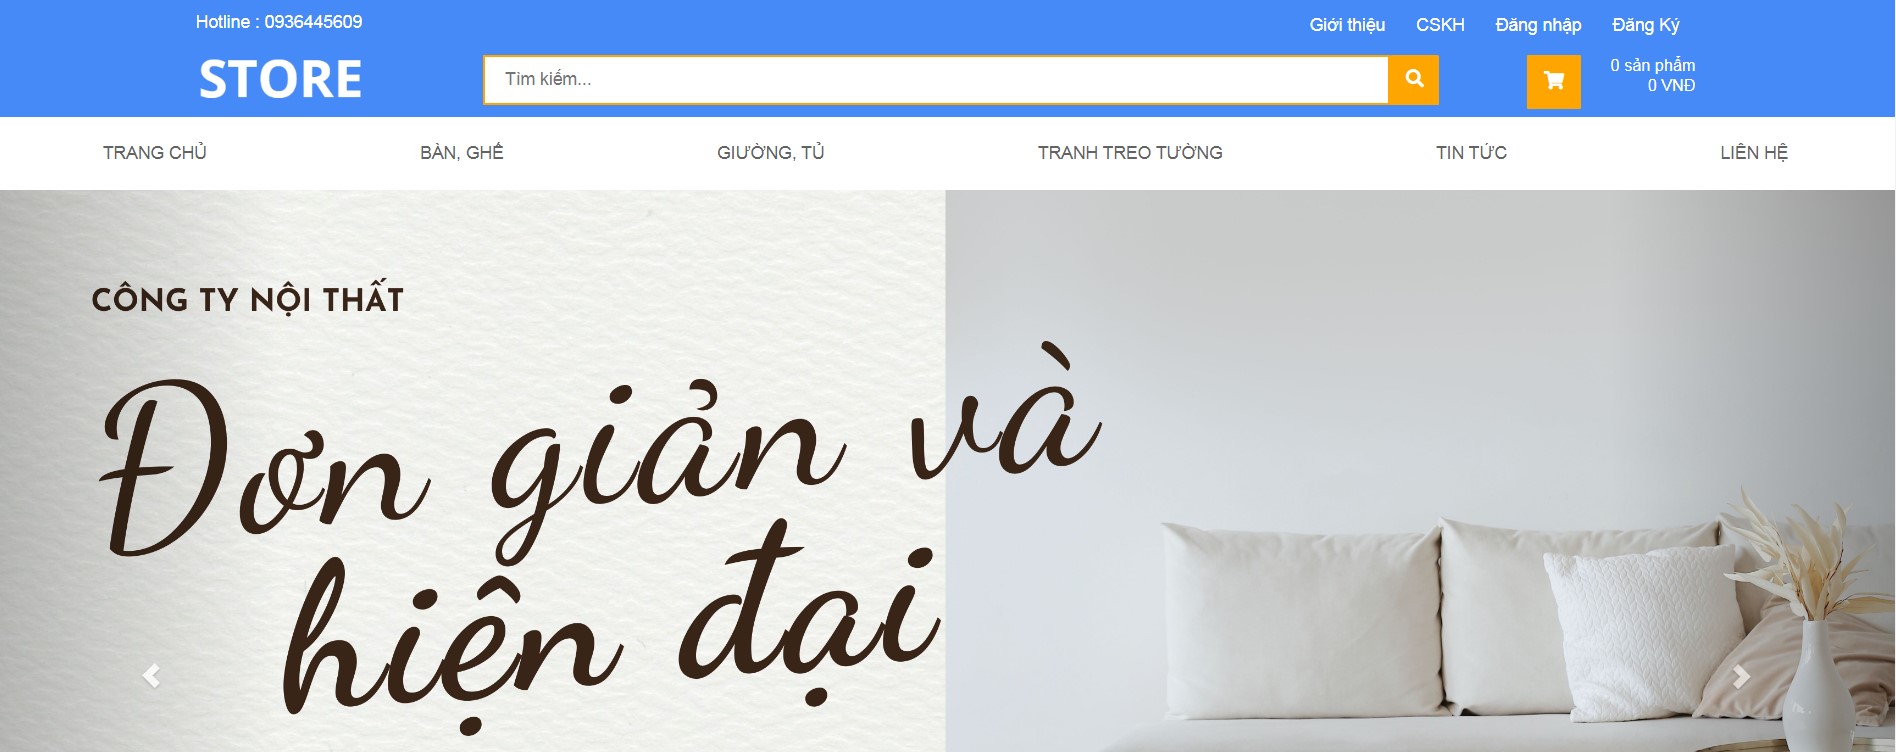 Hotline : 0936445609
Giới thiệu CSKH Đăng nhập Đăng Ký
STORE
Tìm kiếm...
0 sản phẩm
0 VNĐ
TRANG CHỦ BÀN, GHẾ GIƯỜNG, TỦ TRANH TREO TƯỜNG TIN TỨC LIÊN HỆ
CÔNG TY NỘI THẤT
Đơn giản và
hiện đại